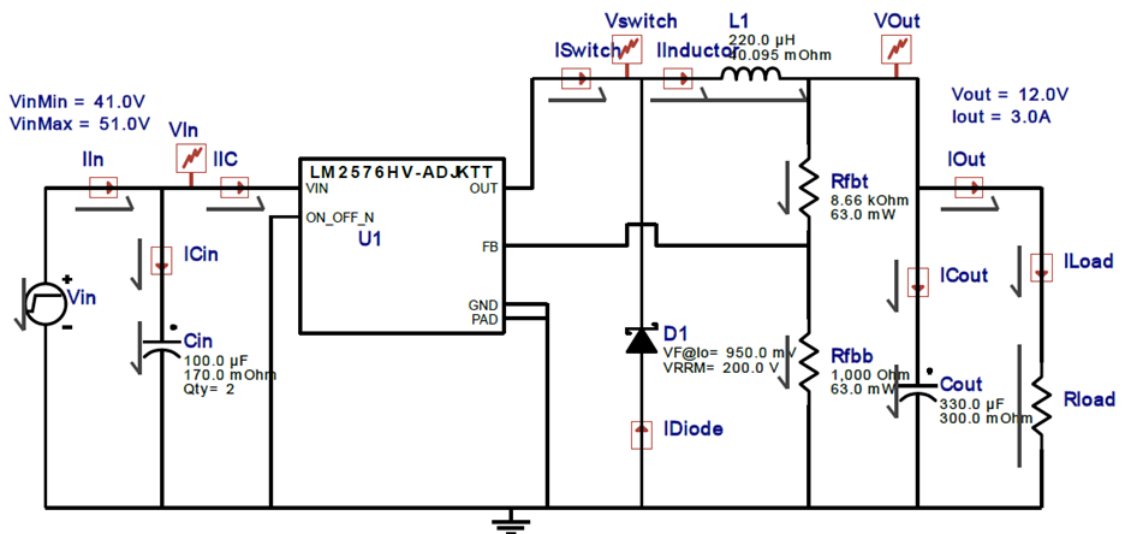 Vswitch
L1
220.0 µH
40.095 mOhm
VOut
ISwitch
IInductor
VinMin = 41.0V
VinMax = 51.0V
Vout = 12.0V
Iout = 3.0A
VIn
IIn
IIC
IOut
LM2576HV-ADJKTT
VIN
OUT
ON_OFF_N
U1
FB
GND
PAD
Rfbt
8.66 kOhm
63.0 mW
ICin
Vin
+
-
Cin
100.0 µF
170.0 mOhm
Qty= 2
D1
VF@Io= 950.0 mV
VRRM= 200.0 V
IDiode
Rfbb
1,000 Ohm
63.0 mW
ICout
ILoad
Cout
330.0 µF
300.0 mOhm
Rload